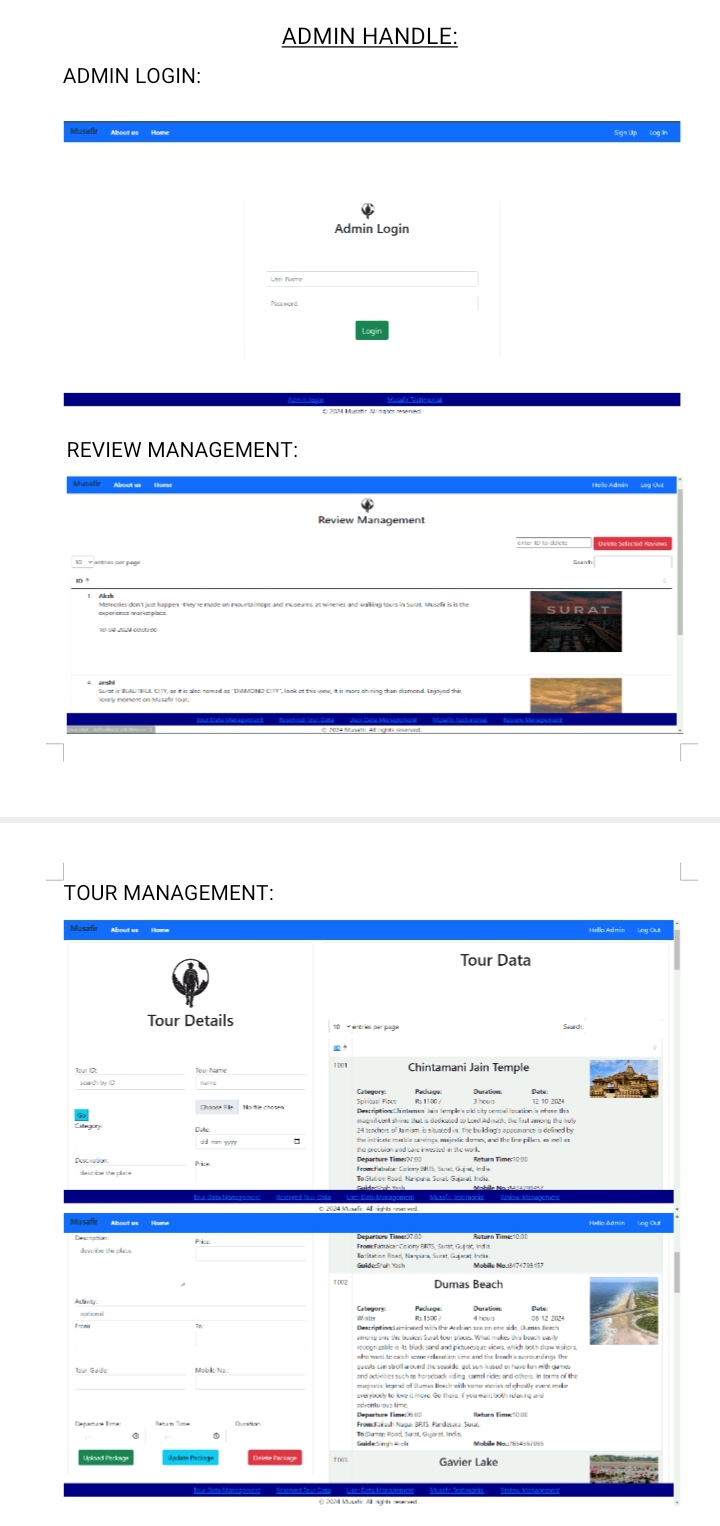 ADMIN HANDLE:
ADMIN LOGIN:
Musafir About us Home Sign Up Log In
Admin Login
User Name
Password
Login
Admin login Musafir Testimonial
© 2024 Musafir. All rights reserved.
REVIEW MANAGEMENT:
Musafir About us Home Hello Admin Log Out
Review Management
enter ID to delete Delete Selected Reviews
10 entries per page Search:
ID
1 Aksh
Memories don't just happen -they're made on mountaintops and museums, at wineries and walking tours in Surat. Musafir is is the
experience marketplace.
10-04-2024 00:00:00
SURAT
4 arshi
Surat is BEAUTIFUL CITY, as it is also named as "DIAMOND CITY", look at this view, it is more shining than diamond. Enjoyed this
lovely moment on Musafir tour.
Tour Data Management Reserved Tour Data User Data Management Musafir Testimonial Review Management
© 2024 Musafir. All rights reserved.
TOUR MANAGEMENT:
Musafir About us Home Hello Admin Log Out
Tour Details
Tour Data
10 entries per page Search:
ID
Tour ID: Tour Name
search by ID name
Go Choose File No file chosen
Category: Date:
dd-mm-yyyy
Description: Price:
describe the place
T001 Chintamani Jain Temple
Category: Package: Duration: Date:
Spiritual Place Rs.1100 / 3 hours 12-10-2024
Description:Chintamani Jain Temple's old city central location is where this
magnificent shrine that is dedicated to Lord Adinath, the first among the holy
24 teachers of Jainism, is situated in. The building's appearance is defined by
the intricate marble carvings, majestic domes, and the fine pillars, as well as
the precision and care invested in the work.
Departure Time:07:00 Return Time:10:00
From: Colony BRTS, Surat, Gujrat, India.
To:Station Road, Nanpura, Surat, Gujarat, India.
Guide:Shah Yash Mobile No.:8474798457
Tour Data Management Reserved Tour Data User Data Management Musafir Testimonial Review Management
© 2024 Musafir. All rights reserved.
Musafir About us Home Hello Admin Log Out
Description: Price:
describe the place
Activity:
optional
From: To:
Tour Guide: Mobile No.:
Departure Time: Return Time Duration
Upload Package Update Package Delete Package
Departure Time:07:00 Return Time:10:00
From: Colony BRTS, Surat, Gujrat, India.
To:Station Road, Nanpura, Surat, Gujarat, India.
Guide:Shah Yash Mobile No.:8474798457
T002 Dumas Beach
Category: Package: Duration: Date:
Winter Rs.1500 / 4 hours 08-12-2024
Description:Laminated with the Arabian sea on one side, Dumas Beach
among one the busiest Surat tour places. What makes this beach easily
recognizable is its black sand and picturesque views, which both draw visitors,
who want to catch some relaxation time and the beach's surroundings. The
guests can stroll around the seaside, get sun-kissed or have fun with games
and activities such as horseback riding, camel rides and others. In terms of the
magnetic legend of Dumas Beach with some stories of ghostly event make
everybody to love it more. Go there, if you want both relaxing and
adventurous time.
Departure Time:06:00 Return Time:10:00
From:Kailash Nagar BRTS, Pandesara, Surat.
To:Dumas Road, Surat, Gujarat, India.
Guide:Singh Arshi
T003 Gavier Lake
Tour Data Management Reserved Tour Data User Data Management Musafir Testimonial Review Management
© 2024 Musafir. All rights reserved.